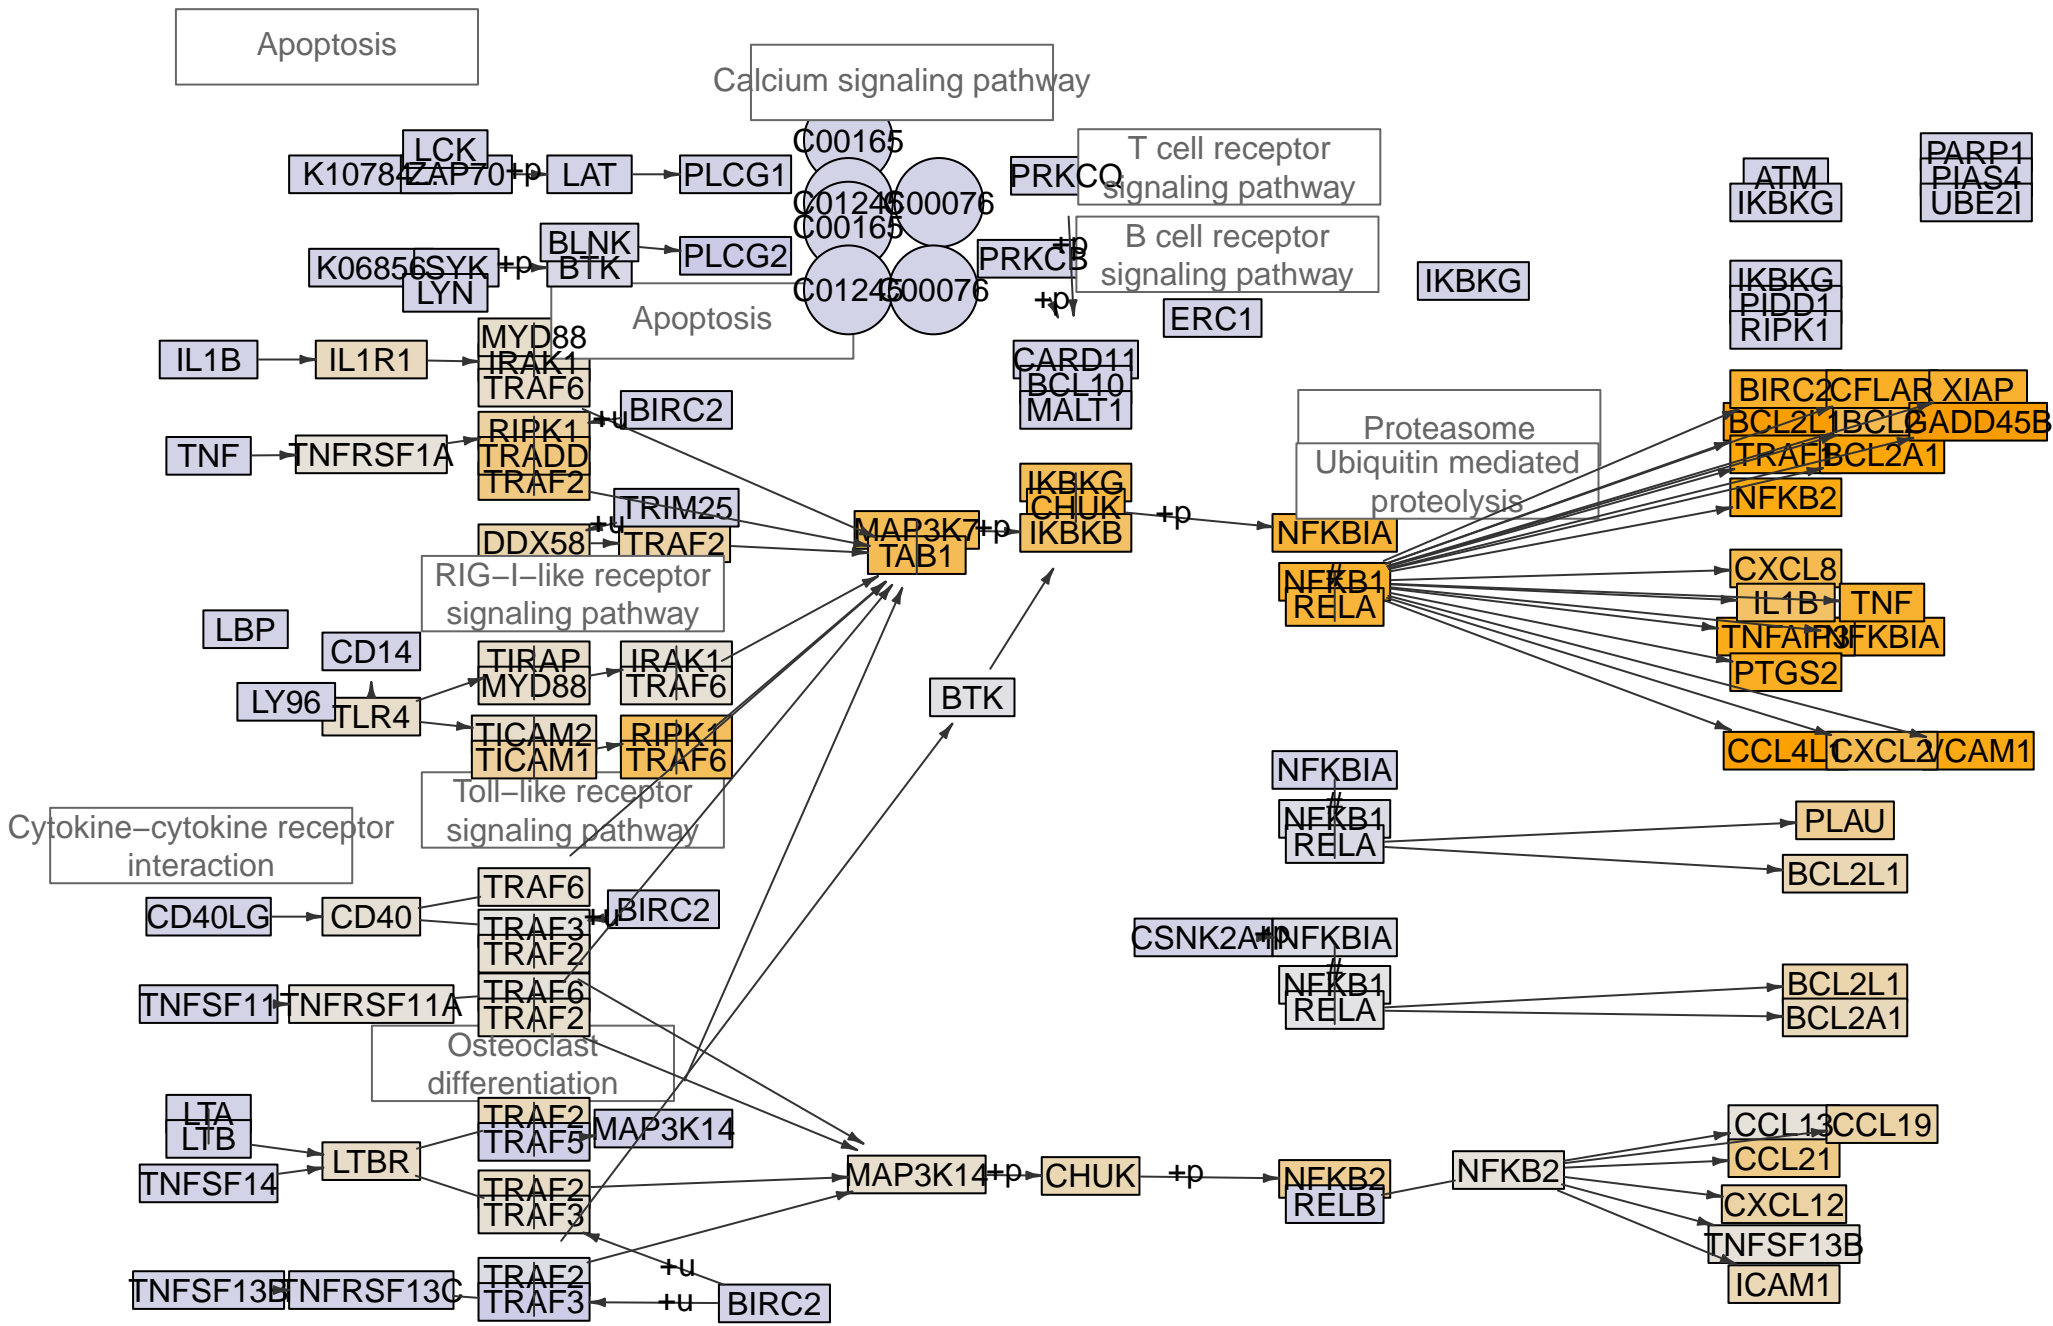 Apoptosis
Calcium signaling pathway
T cell receptor
signaling pathway
B cell receptor
signaling pathway
LCK
K10784
ZAP70
+p
LAT
PLCG1
C00165
C01246
C00076
C00165
C01245
C00076
PRKCQ
PRKCB
+p
+p
K06856
SYK
LYN
+p
BLNK
BTK
PLCG2
Apoptosis
ERC1
IKBKG
ATM
IKBKG
PARP1
PIAS4
UBE2I
IKBKG
PIDD1
RIPK1
IL1B
IL1R1
MYD88
IRAK1
TRAF6
CARD11
BCL10
MALT1
TNF
TNFRSF1A
RIPK1
TRADD
TRAF2
+u
BIRC2
Proteasome
Ubiquitin mediated
proteolysis
BIRC2
CFLAR
XIAP
BCL2L1
BCL2
GADD45B
TRAF1
BCL2A1
NFKB2
DDX58
+u
TRIM25
TRAF2
MAP3K7
TAB1
+p
IKBKG
CHUK
IKBKB
+p
NFKBIA
NFKB1
RELA
CXCL8
IL1B
TNF
TNFAIP3
NFKBIA
PTGS2
CCL4L1
CXCL2
VCAM1
RIG−I−like receptor
signaling pathway
LBP
CD14
LY96
TLR4
TIRAP
MYD88
IRAK1
TRAF6
TICAM2
TICAM1
RIPK1
TRAF6
BTK
Toll−like receptor
signaling pathway
Cytokine−cytokine receptor
interaction
NFKBIA
NFKB1
RELA
PLAU
BCL2L1
CD40LG
CD40
TRAF6
TRAF3
TRAF2
+u
BIRC2
CSNK2A1
+p
NFKBIA
NFKB1
RELA
BCL2L1
BCL2A1
TNFSF11
TNFRSF11A
TRAF6
TRAF2
Osteoclast
differentiation
LTA
LTB
TNFSF14
LTBR
TRAF2
TRAF5
MAP3K14
TRAF2
TRAF3
MAP3K14
+p
CHUK
+p
NFKB2
RELB
NFKB2
CCL13
CCL19
CCL21
CXCL12
TNFSF13B
ICAM1
TNFSF13B
TNFRSF13C
TRAF2
TRAF3
+u
+u
BIRC2